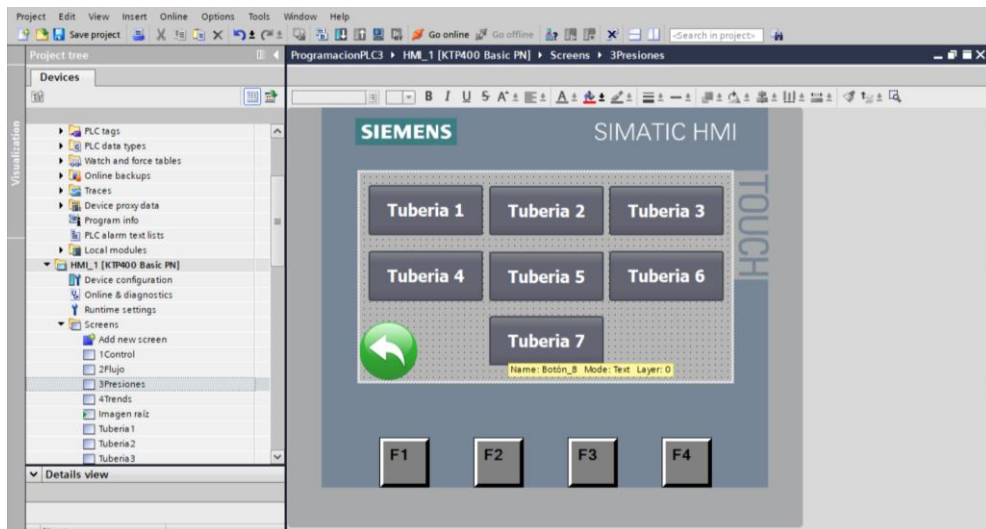 Project Edit View Insert Online Options Tools Window Help
Save project Go online Go offline <Search in project>
Project tree
ProgramacionPLC3 HMI_1 [KTP400 Basic PN] Screens 3Presiones
Devices
B I U S A
Visualization
PLC tags
PLC data types
Watch and force tables
Online backups
Traces
Device proxy data
Program info
PLC alarm text lists
Local modules
HMI_1 [KTP400 Basic PN]
Device configuration
Online & diagnostics
Runtime settings
Screens
Add new screen
1Control
2Flujo
3Presiones
4Trends
Imagen raíz
Tuberia1
Tuberia2
Tuberia3
Details view
SIEMENS SIMATIC HMI
TOUCH
Tuberia 1 Tuberia 2 Tuberia 3
Tuberia 4 Tuberia 5 Tuberia 6
Tuberia 7
Name: Botón_8 Mode: Text Layer: 0
F1 F2 F3 F4